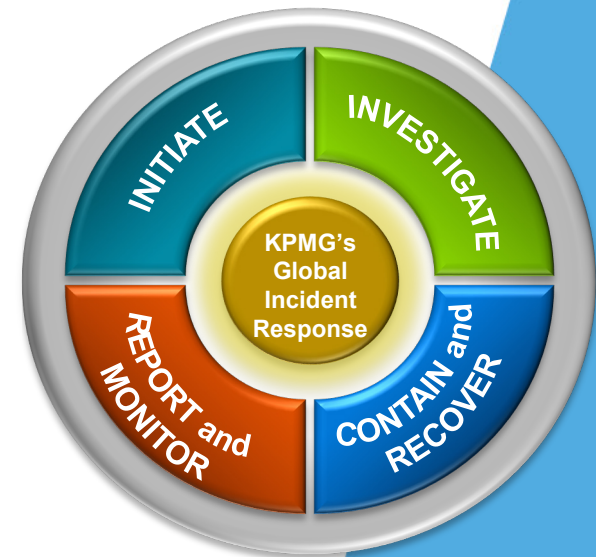 INITIATE
INVESTIGATE
KPMG's
Global
Incident
Response
CONTAIN and
RECOVER
REPORT and
MONITOR